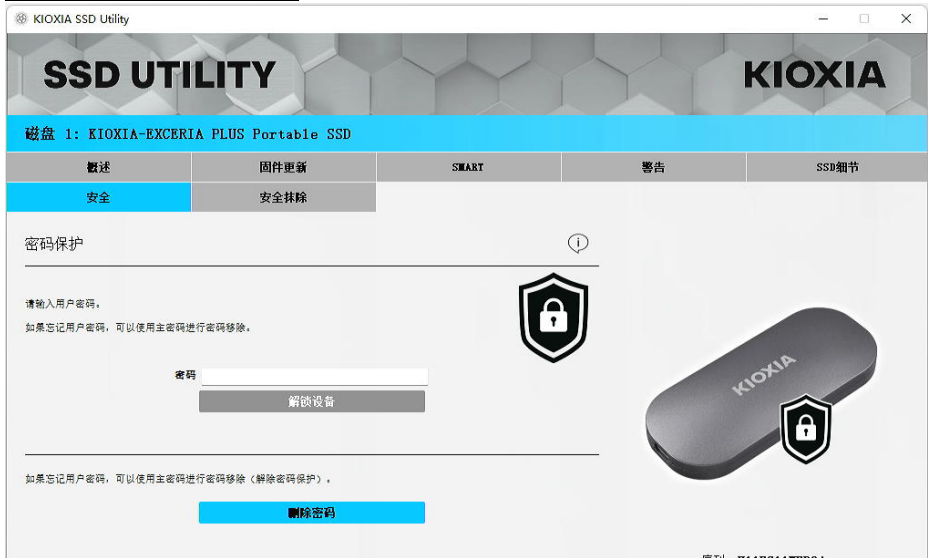 KIOXIA SSD Utility
SSD UTILITY
KIOXIA
磁盘 1: KIOXIA-EXCERIA PLUS Portable SSD
概述 固件更新 SMART 警告 SSD细节
安全 安全抹除
密码保护
请输入用户密码。
如果忘记用户密码，可以使用主密码进行密码移除。
密码
解锁设备
KIOXIA
如果忘记用户密码，可以使用主密码进行密码移除（解除密码保护）.
删除密码